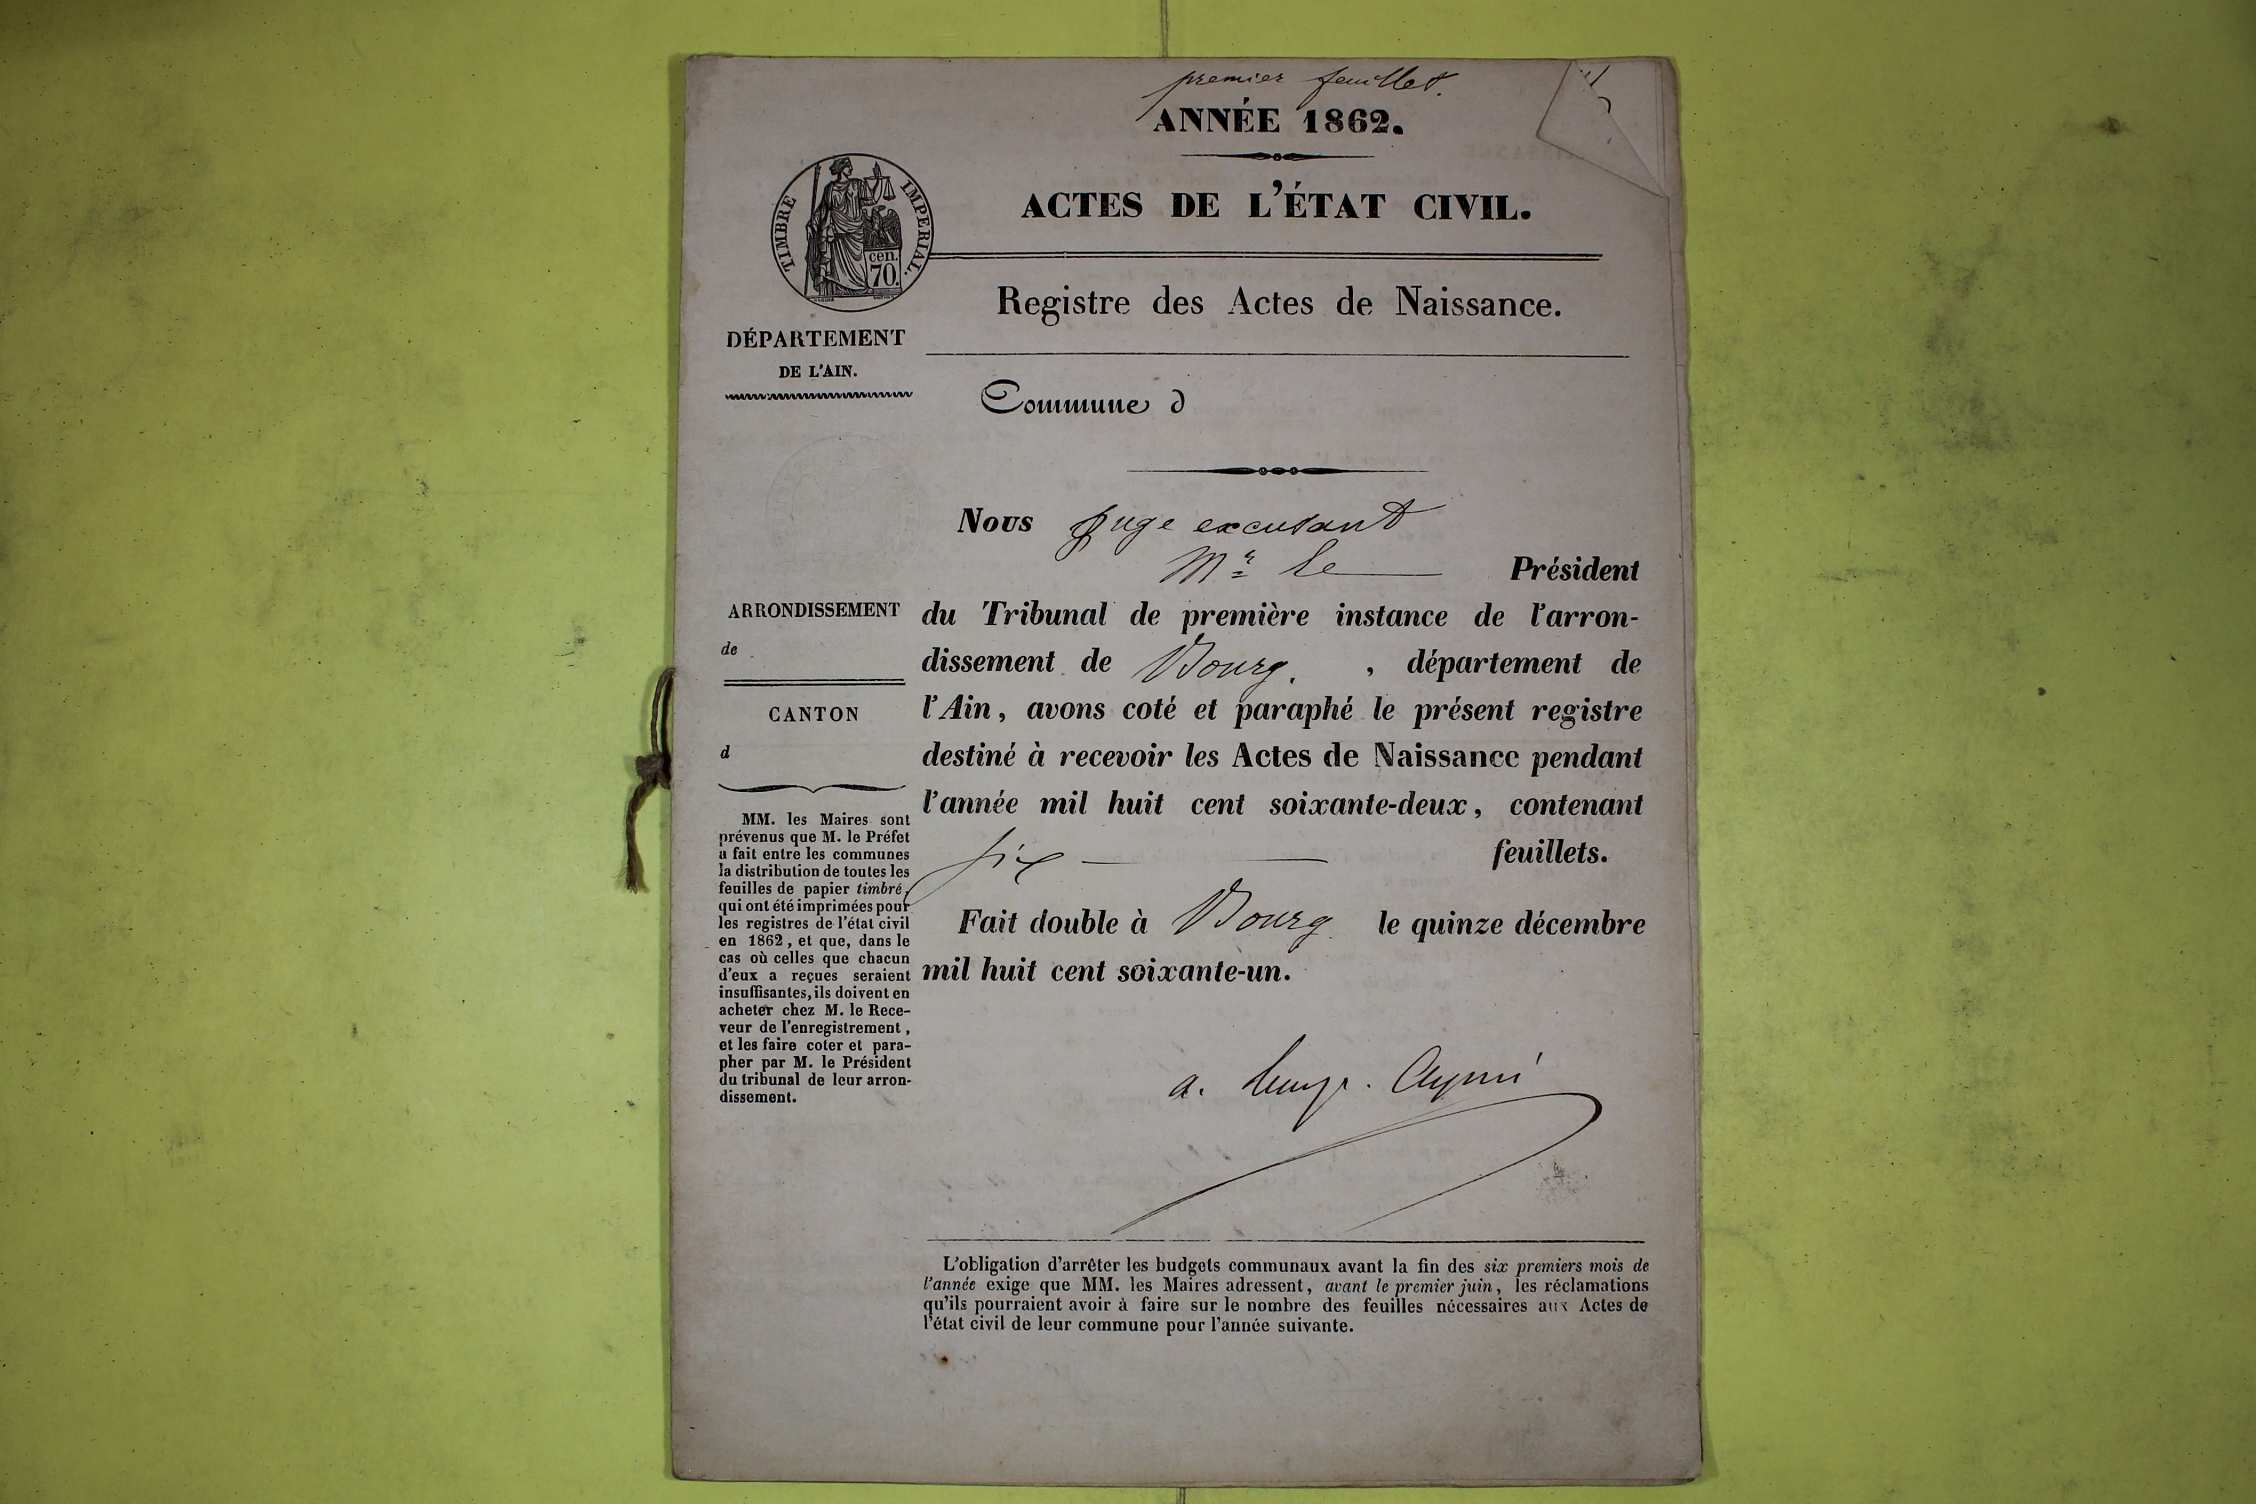 premier feuillet.
ANNÉE 1862.
ACTES DE L'ÉTAT CIVIL.
TIMBRE IMPERIAL.
cen.
70.
Registre des Actes de Naissance.
DÉPARTEMENT
DE L'AIN.
Commune d
Nous juge excusant
Mr le Président
ARRONDISSEMENT
de
CANTON
d
du Tribunal de première instance de l'arron-
dissement de Bourg. , département de
l'Ain, avons coté et paraphé le présent registre
destiné à recevoir les Actes de Naissance pendant
l'année mil huit cent soixante-deux, contenant
six feuillets.
Fait double à Bourg le quinze décembre
mil huit cent soixante-un.
MM. les Maires sont
prévenus que M. le Préfet
a fait entre les communes
la distribution de toutes les
feuilles de papier timbré,
qui ont été imprimées pour
les registres de l'état civil
en 1862, et que, dans le
cas où celles que chacun
d'eux a reçues seraient
insuffisantes, ils doivent en
acheter chez M. le Rece-
veur de l'enregistrement,
et les faire coter et para-
pher par M. le Président
du tribunal de leur arron-
dissement.
a.
L'obligation d'arrêter les budgets communaux avant la fin des six premiers mois de
l'année exige que MM. les Maires adressent, avant le premier juin, les réclamations
qu'ils pourraient avoir à faire sur le nombre des feuilles nécessaires aux Actes de
l'état civil de leur commune pour l'année suivante.